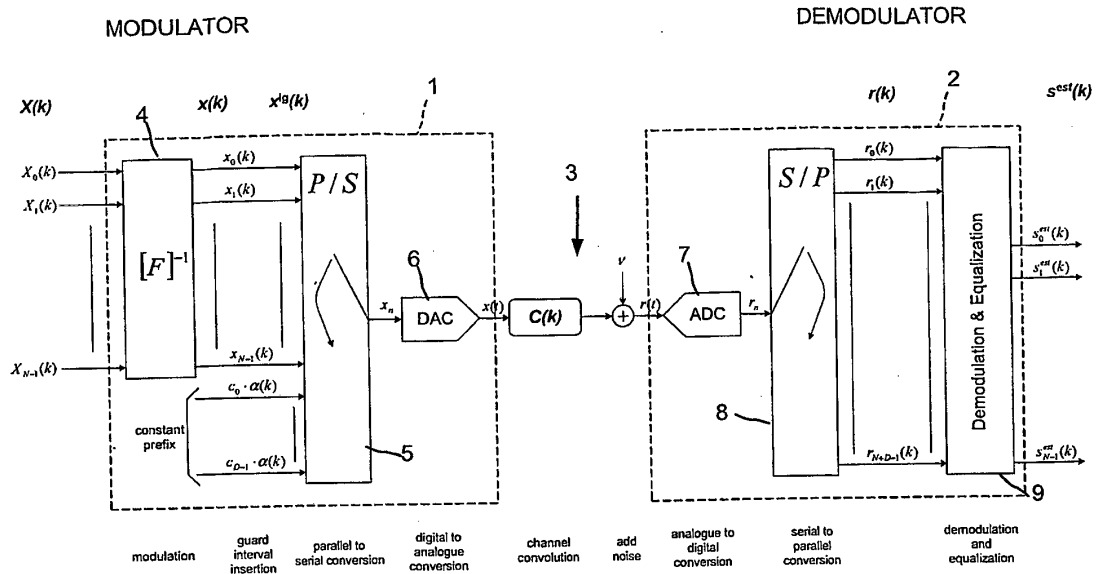 MODULATOR
DEMODULATOR
X(k)
x(k)
x^ig(k)
1
r(k)
2
s^est(k)
4
X_0(k)
x_0(k)
P / S
X_1(k)
x_1(k)
[F]^-1
x_N-1(k)
X_N-1(k)
constant
prefix
c_0 · α(k)
c_D-1 · α(k)
5
x_n
6
DAC
x(t)
3
C(k)
ν
+
r(t)
7
ADC
r_n
S / P
8
r_0(k)
r_1(k)
r_N+D-1(k)
Demodulation & Equalization
s_0^est(k)
s_1^est(k)
s_N-1^est(k)
9
modulation
guard
interval
insertion
parallel to
serial conversion
digital to
analogue
conversion
channel
convolution
add
noise
analogue to
digital
conversion
serial to
parallel
conversion
demodulation
and
equalization